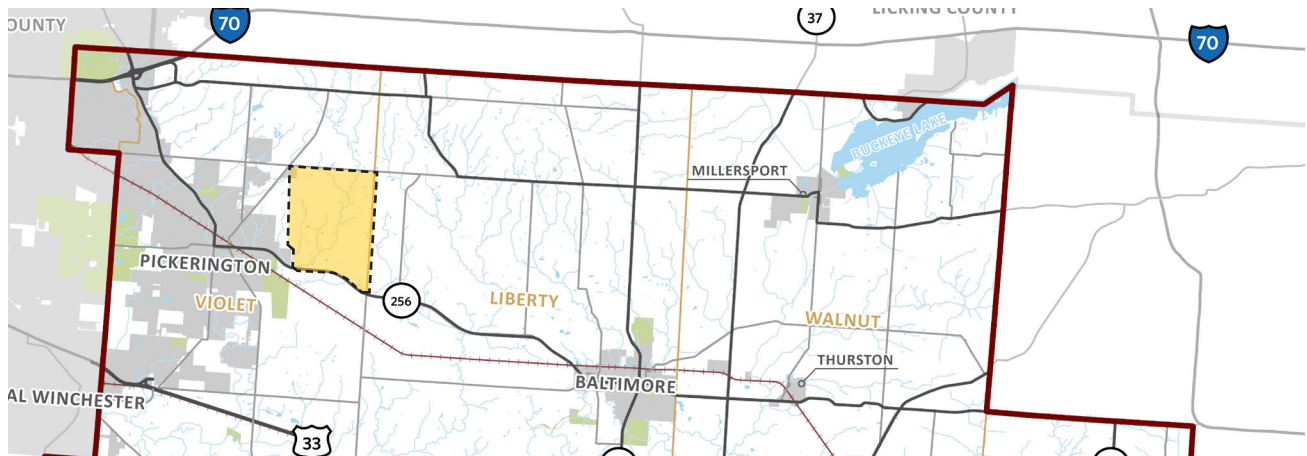 OUNTY
70
37
LICKING COUNTY
70
BUCKEYE LAKE
MILLERSPORT
PICKERINGTON
VIOLET
LIBERTY
256
WALNUT
THURSTON
BALTIMORE
AL WINCHESTER
33